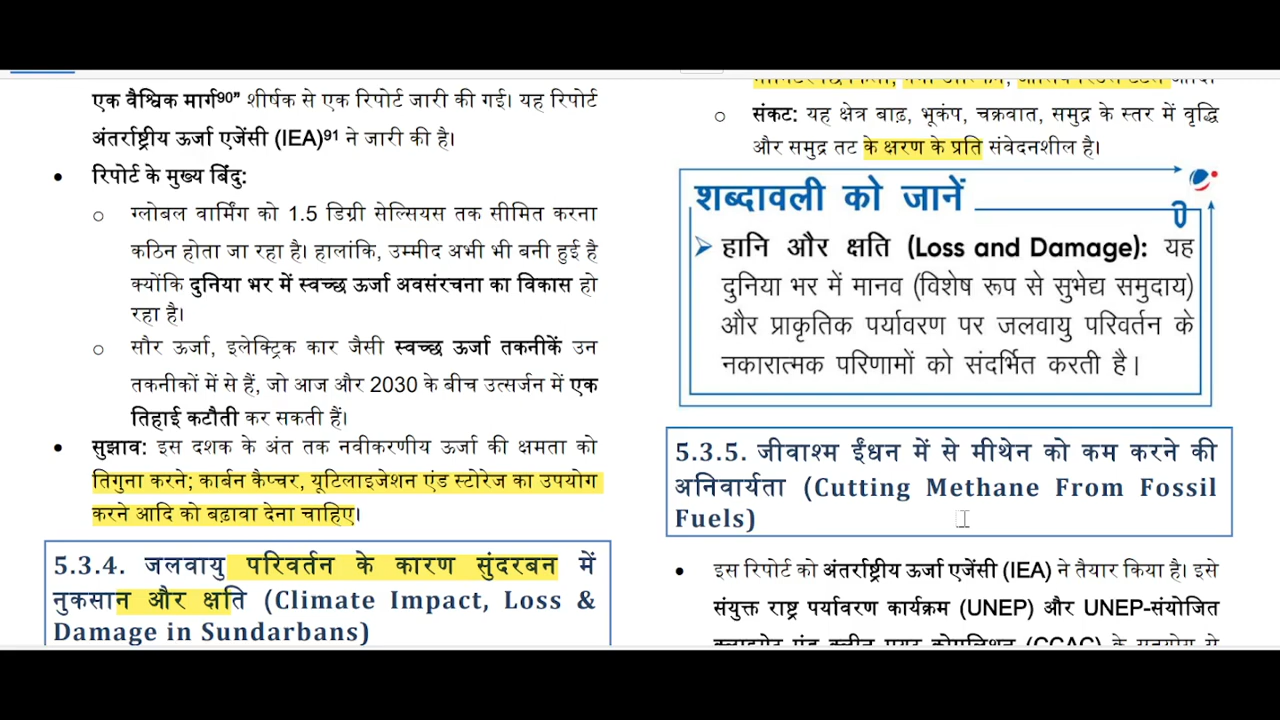 एक वैश्विक मार्ग90” शीर्षक से एक रिपोर्ट जारी की गई। यह रिपोर्ट
अंतर्राष्ट्रीय ऊर्जा एजेंसी (IEA)91 ने जारी की है।
• रिपोर्ट के मुख्य बिंदु:
o ग्लोबल वार्मिंग को 1.5 डिग्री सेल्सियस तक सीमित करना
कठिन होता जा रहा है। हालांकि, उम्मीद अभी भी बनी हुई है
क्योंकि दुनिया भर में स्वच्छ ऊर्जा अवसंरचना का विकास हो
रहा है।
o सौर ऊर्जा, इलेक्ट्रिक कार जैसी स्वच्छ ऊर्जा तकनीकें उन
तकनीकों में से हैं, जो आज और 2030 के बीच उत्सर्जन में एक
तिहाई कटौती कर सकती हैं।
• सुझाव: इस दशक के अंत तक नवीकरणीय ऊर्जा की क्षमता को
तिगुना करने; कार्बन कैप्चर, यूटिलाइजेशन एंड स्टोरेज का उपयोग
करने आदि को बढ़ावा देना चाहिए।
5.3.4. जलवायु परिवर्तन के कारण सुंदरबन में
नुकसान और क्षति (Climate Impact, Loss &
Damage in Sundarbans)
o संकट: यह क्षेत्र बाढ़, भूकंप, चक्रवात, समुद्र के स्तर में वृद्धि
और समुद्र तट के क्षरण के प्रति संवेदनशील है।
शब्दावली को जानें
हानि और क्षति (Loss and Damage): यह
दुनिया भर में मानव (विशेष रूप से सुभेद्य समुदाय)
और प्राकृतिक पर्यावरण पर जलवायु परिवर्तन के
नकारात्मक परिणामों को संदर्भित करती है।
5.3.5. जीवाश्म ईंधन में से मीथेन को कम करने की
अनिवार्यता (Cutting Methane From Fossil
Fuels)
• इस रिपोर्ट को अंतर्राष्ट्रीय ऊर्जा एजेंसी (IEA) ने तैयार किया है। इसे
संयुक्त राष्ट्र पर्यावरण कार्यक्रम (UNEP) और UNEP-संयोजित